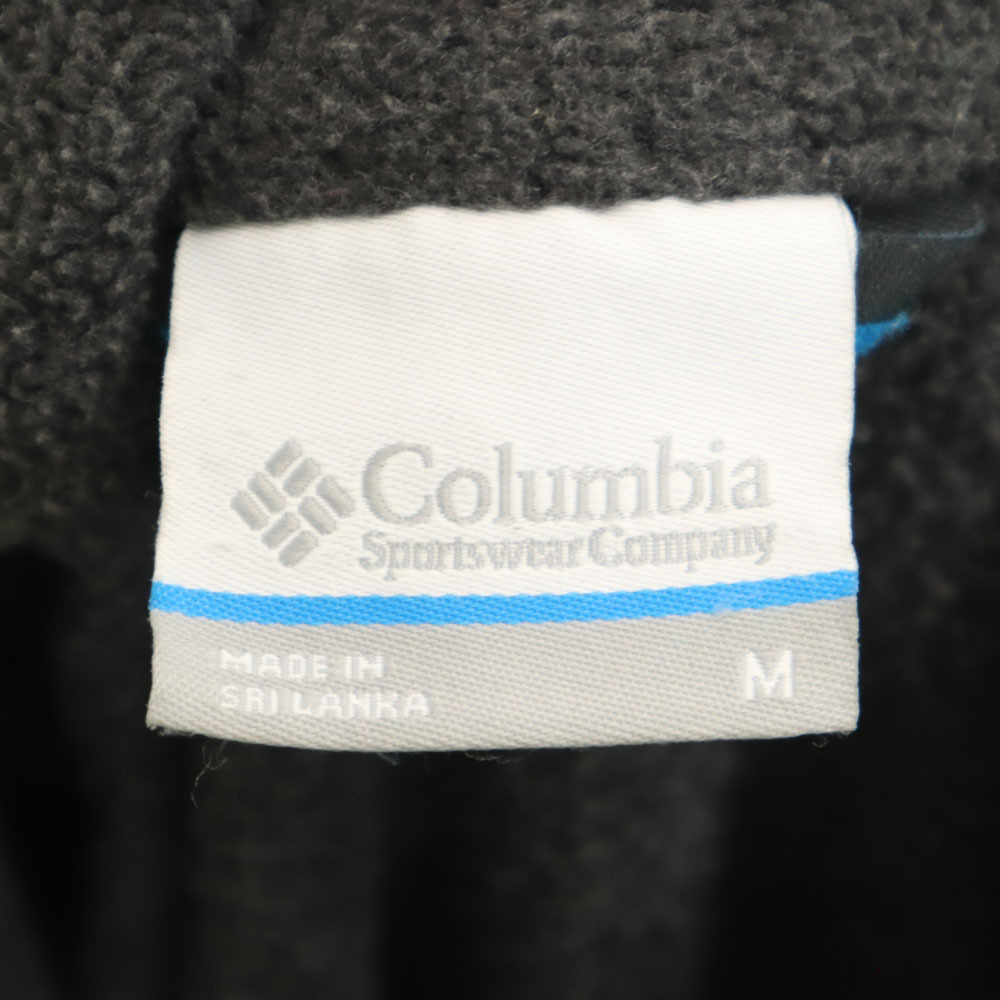 Columbia
Sportswear Company
MADE IN
SRI LANKA
M